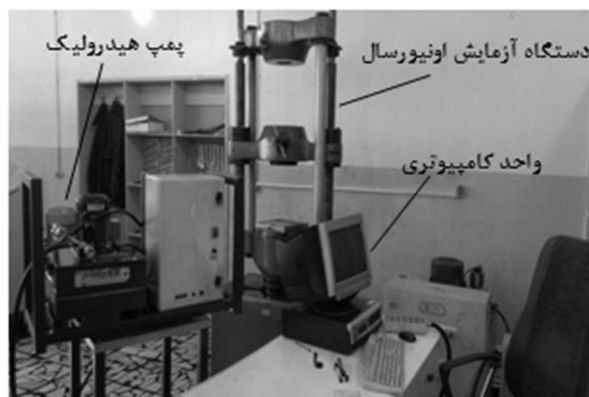 پمپ هیدرولیک
دستگاه آزمایش اونیورسال
واحد کامپیوتری